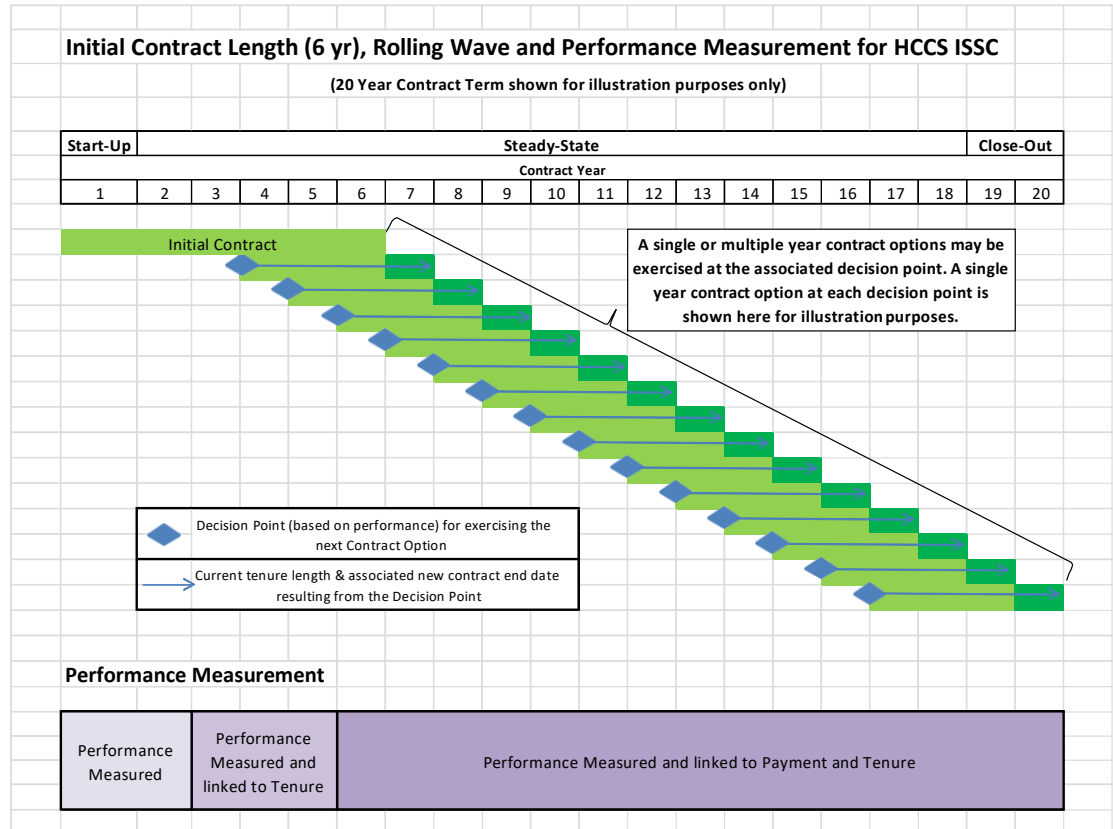 Initial Contract Length (6 yr), Rolling Wave and Performance Measurement for HCCS ISSC
(20 Year Contract Term shown for illustration purposes only)
Start-Up Steady-State Close-Out
Contract Year
1 2 3 4 5 6 7 8 9 10 11 12 13 14 15 16 17 18 19 20
Initial Contract
A single or multiple year contract options may be
exercised at the associated decision point. A single
year contract option at each decision point is
shown here for illustration purposes.
Decision Point (based on performance) for exercising the
next Contract Option
Current tenure length & associated new contract end date
resulting from the Decision Point
Performance Measurement
Performance
Measured
Performance
Measured and
linked to Tenure
Performance Measured and linked to Payment and Tenure